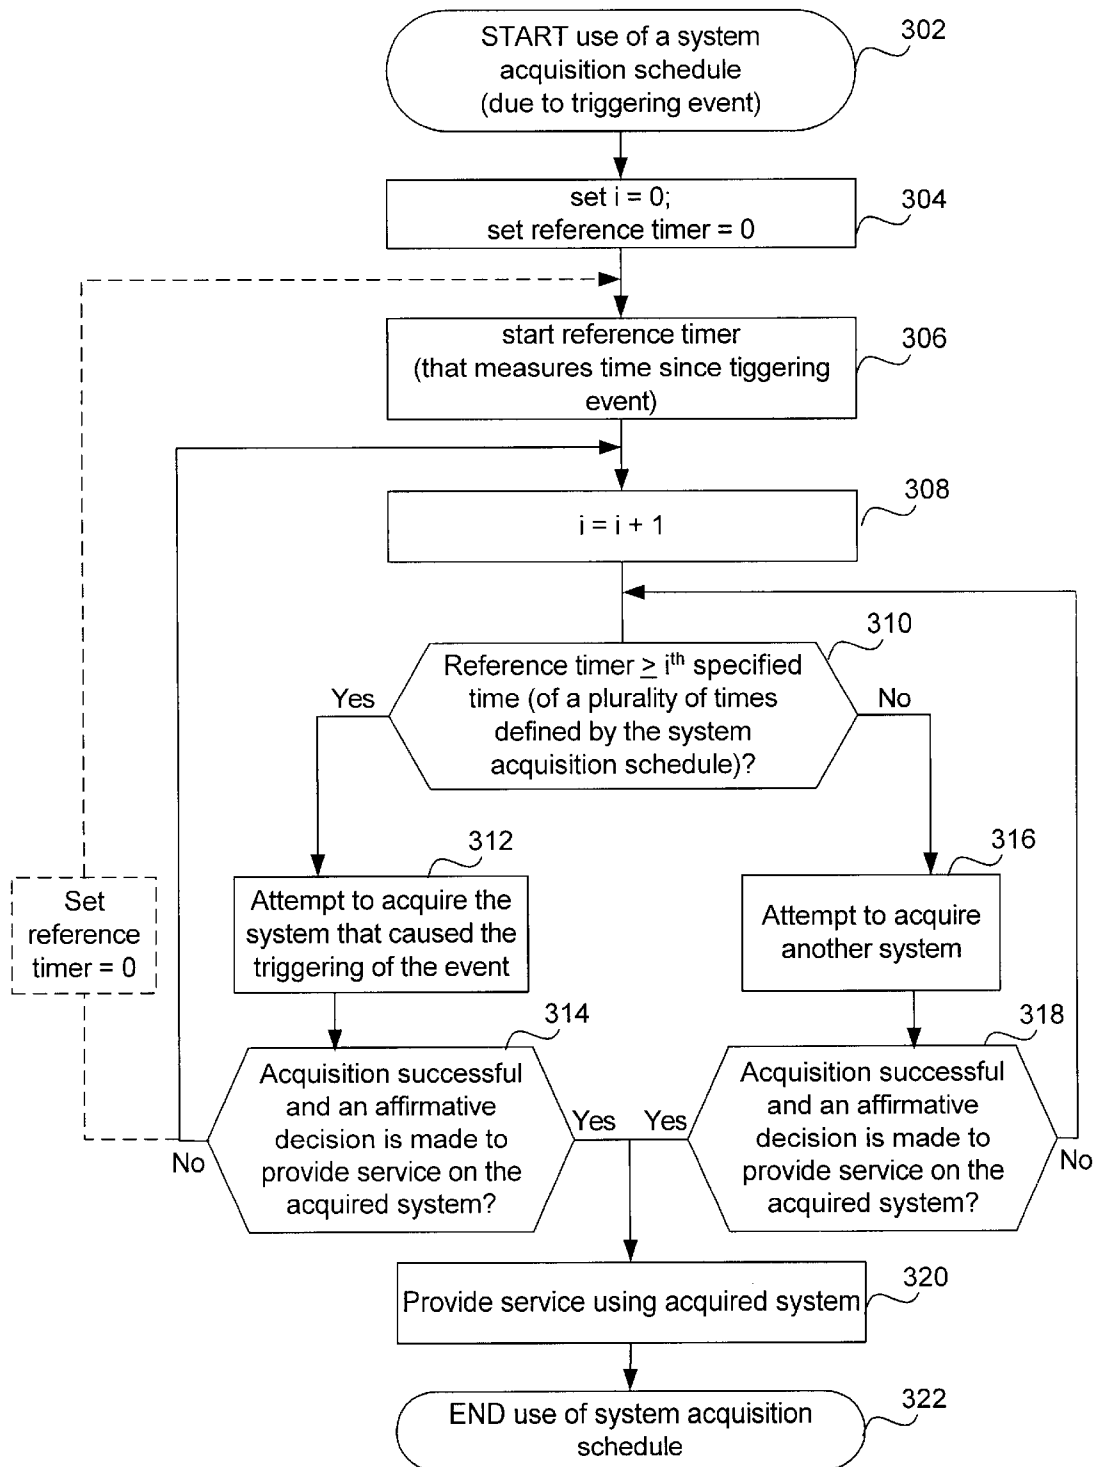 START use of a system
acquisition schedule
(due to triggering event)
302
set i = 0;
set reference timer = 0
304
start reference timer
(that measures time since tiggering
event)
306
i = i + 1
308
Reference timer ≥ iᵗʰ specified
time (of a plurality of times
defined by the system
acquisition schedule)?
310
Yes
No
Attempt to acquire the
system that caused the
triggering of the event
312
Attempt to acquire
another system
316
Set
reference
timer = 0
Acquisition successful
and an affirmative
decision is made to
provide service on the
acquired system?
314
No
Yes
Acquisition successful
and an affirmative
decision is made to
provide service on the
acquired system?
318
Yes
No
Provide service using acquired system
320
END use of system acquisition
schedule
322